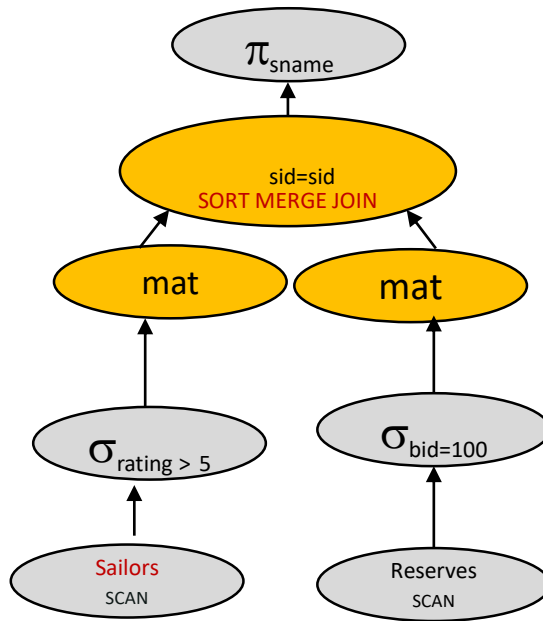 πsname
sid=sid
SORT MERGE JOIN
mat
mat
σrating > 5
σbid=100
Sailors
SCAN
Reserves
SCAN